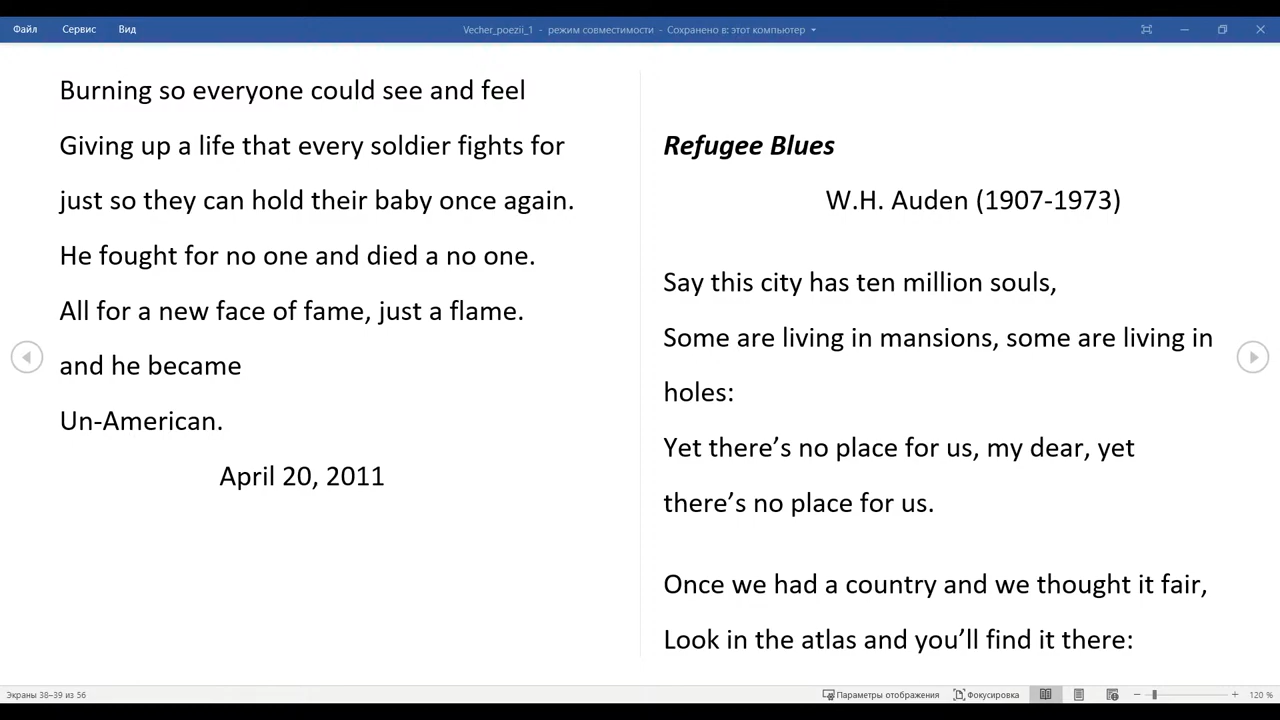 Файл Сервис Вид Vecher_poezii_1 - режим совместимости - Сохранено в: этот компьютер
Burning so everyone could see and feel
Giving up a life that every soldier fights for
just so they can hold their baby once again.
He fought for no one and died a no one.
All for a new face of fame, just a flame.
and he became
Un-American.
April 20, 2011
Refugee Blues
W.H. Auden (1907-1973)
Say this city has ten million souls,
Some are living in mansions, some are living in
holes:
Yet there’s no place for us, my dear, yet
there’s no place for us.
Once we had a country and we thought it fair,
Look in the atlas and you’ll find it there:
Экраны 38–39 из 56 Параметры отображения Фокусировка 120 %